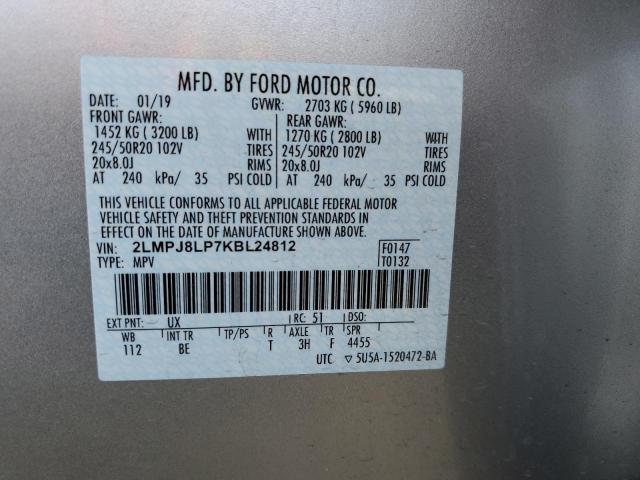 MFD. BY FORD MOTOR CO.
DATE: 01/19 GVWR: 2703 KG ( 5960 LB)
FRONT GAWR: REAR GAWR:
1452 KG ( 3200 LB) WITH 1270 KG ( 2800 LB) WITH
245/50R20 102V TIRES 245/50R20 102V TIRES
20x8.0J RIMS 20x8.0J RIMS
AT 240 kPa/ 35 PSI COLD AT 240 kPa/ 35 PSI COLD
THIS VEHICLE CONFORMS TO ALL APPLICABLE FEDERAL MOTOR
VEHICLE SAFETY AND THEFT PREVENTION STANDARDS IN
EFFECT ON THE DATE OF MANUFACTURE SHOWN ABOVE.
VIN: 2LMPJ8LP7KBL24812 F0147
TYPE: MPV T0132
EXT PNT: UX RC: 51 DSO:
WB INT TR TP/PS R AXLE TR SPR
112 BE T 3H F 4455
UTC ▽ 5U5A-1520472-BA